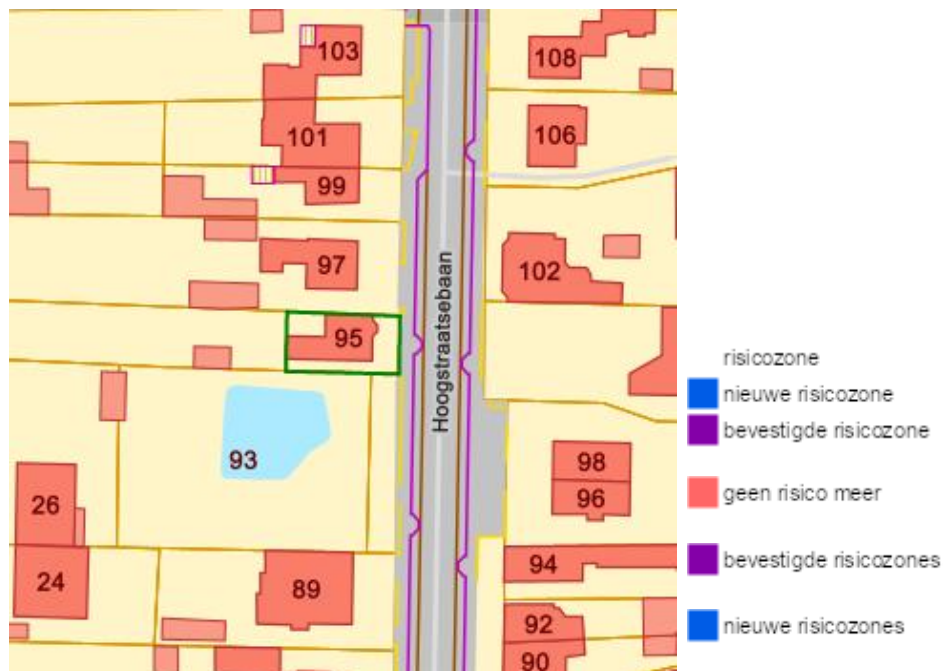 103
108
101
106
99
97
102
95
Hoogstraatsebaan
93
98
96
26
94
24
89
92
90
risicozone
nieuwe risicozone
bevestigde risicozone
geen risico meer
bevestigde risicozones
nieuwe risicozones